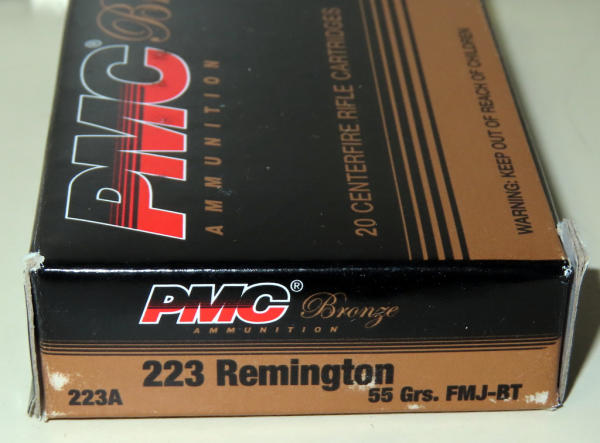 PMC® Br
AMMUNITION
20 CENTERFIRE RIFLE CARTRIDGES
WARNING: KEEP OUT OF REACH OF CHILDREN
PMC® Bronze
AMMUNITION
223 Remington
223A 55 Grs. FMJ-BT